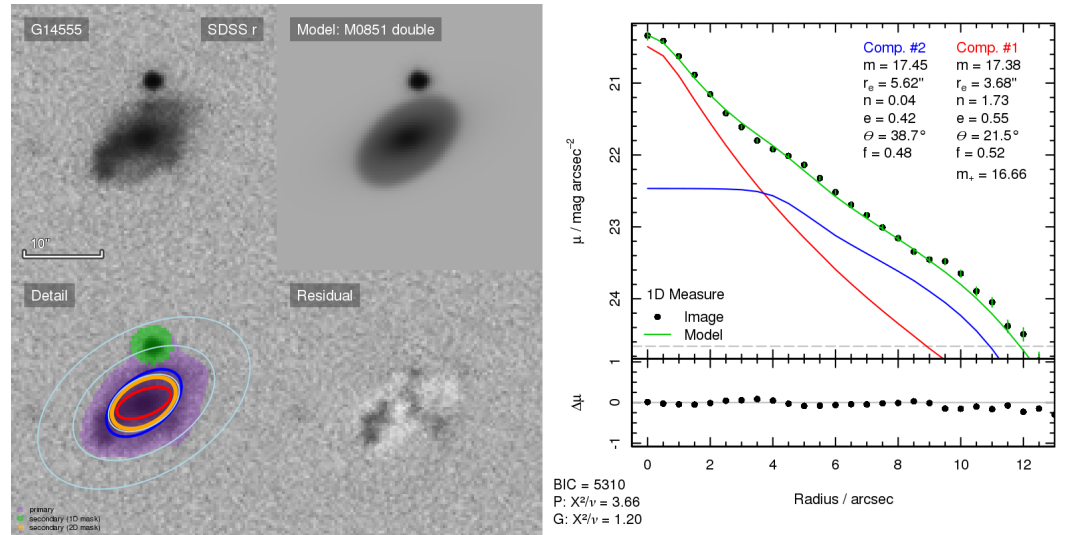 G14555
SDSS r
Model: M0851 double
10"
Detail
Residual
primary
secondary (1D mask)
secondary (2D mask)
Comp. #2
m = 17.45
rₑ = 5.62"
n = 0.04
e = 0.42
Θ = 38.7°
f = 0.48
Comp. #1
m = 17.38
rₑ = 3.68"
n = 1.73
e = 0.55
Θ = 21.5°
f = 0.52
m₊ = 16.66
21
22
23
24
μ / mag arcsec⁻²
1D Measure
Image
Model
1
0
-1
Δμ
0 2 4 6 8 10 12
Radius / arcsec
BIC = 5310
P: X²/ν = 3.66
G: X²/ν = 1.20